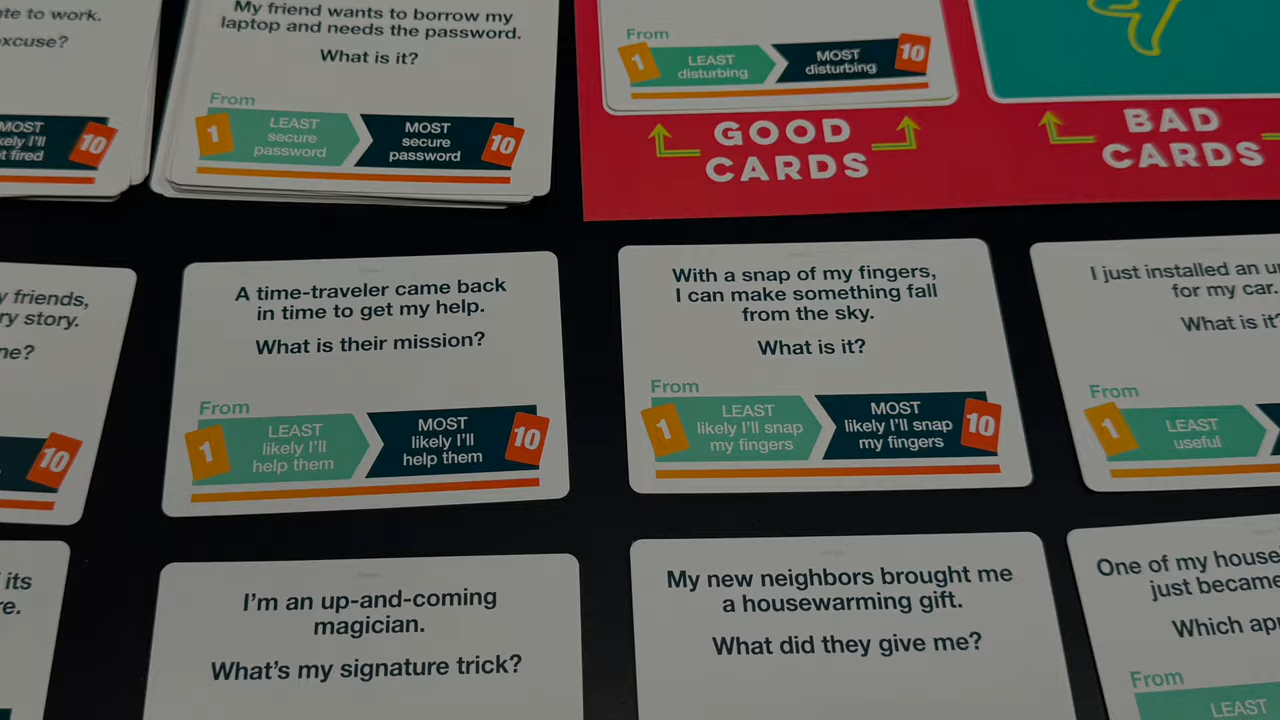 te to work.
xcuse?
MOST
kely I'll
t fired
10
My friend wants to borrow my
laptop and needs the password.
What is it?
From
1
LEAST
secure
password
MOST
secure
password
10
From
1
LEAST
disturbing
MOST
disturbing
10
GOOD
CARDS
BAD
CARDS
y friends,
ry story.
ne?
10
A time-traveler came back
in time to get my help.
What is their mission?
From
1
LEAST
likely I'll
help them
MOST
likely I'll
help them
10
With a snap of my fingers,
I can make something fall
from the sky.
What is it?
From
1
LEAST
likely I'll snap
my fingers
MOST
likely I'll snap
my fingers
10
I just installed an u
for my car.
What is it?
From
1
LEAST
useful
its
re.
I'm an up-and-coming
magician.
What's my signature trick?
My new neighbors brought me
a housewarming gift.
What did they give me?
One of my house
just became
Which app
From
LEAST